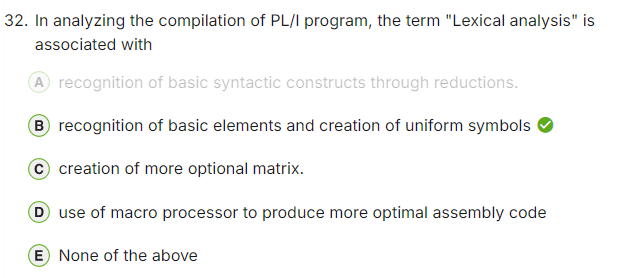 32. In analyzing the compilation of PL/I program, the term "Lexical analysis" is
associated with
A recognition of basic syntactic constructs through reductions.
B recognition of basic elements and creation of uniform symbols
C creation of more optional matrix.
D use of macro processor to produce more optimal assembly code
E None of the above